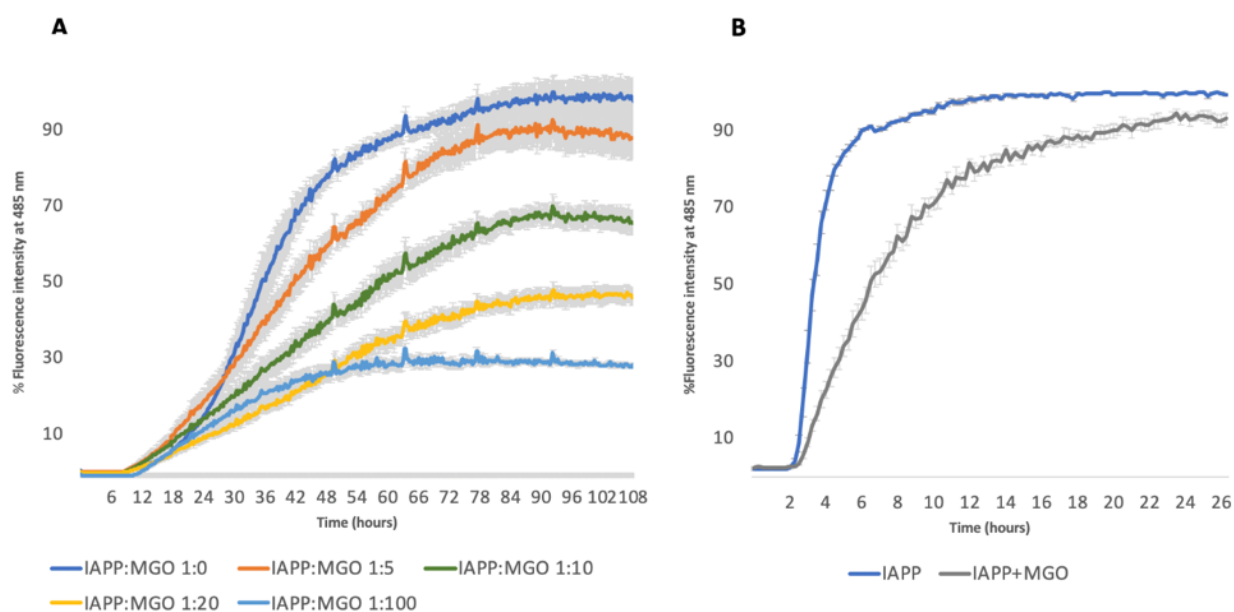 A
% Fluorescence intensity at 485 nm
90
70
50
30
10
6 12 18 24 30 36 42 48 54 60 66 72 78 84 90 96 102 108
Time (hours)
IAPP:MGO 1:0 IAPP:MGO 1:5 IAPP:MGO 1:10
IAPP:MGO 1:20 IAPP:MGO 1:100
B
%Fluorescence intensity at 485 nm
90
70
50
30
10
2 4 6 8 10 12 14 16 18 20 22 24 26
Time (hours)
IAPP IAPP+MGO